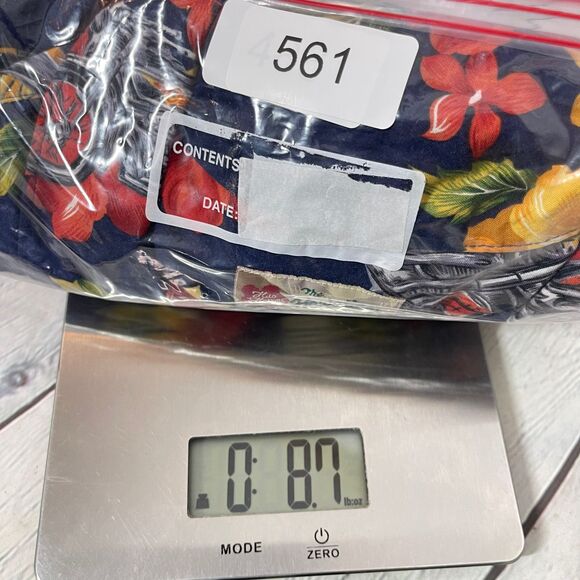 561
CONTENTS
DATE:
0: 8.7
lb:oz
MODE
ZERO